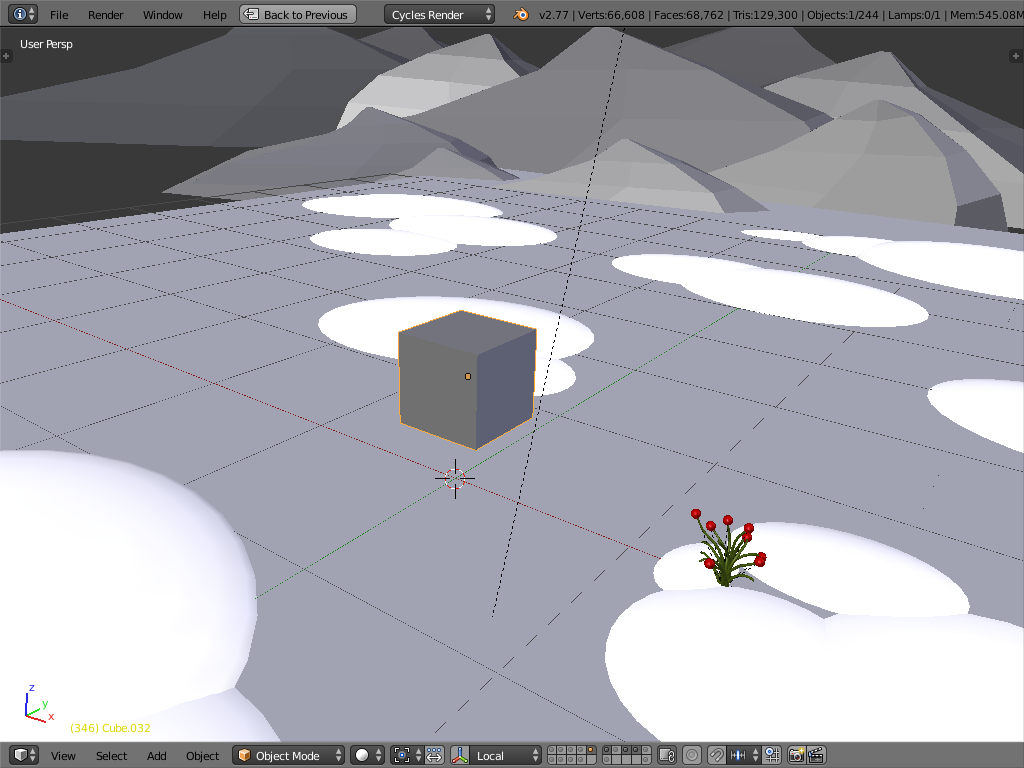 File Render Window Help Back to Previous Cycles Render v2.77 | Verts:66,608 | Faces:68,762 | Tris:129,300 | Objects:1/244 | Lamps:0/1 | Mem:545.08M
User Persp
z
y
x
(346) Cube.032
View Select Add Object Object Mode Local